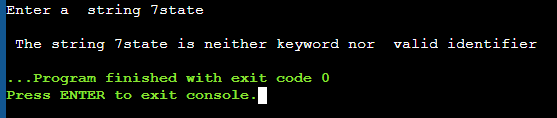 Enter a  string 7state
The string 7state is neither keyword nor  valid identifier
...Program finished with exit code 0
Press ENTER to exit console.